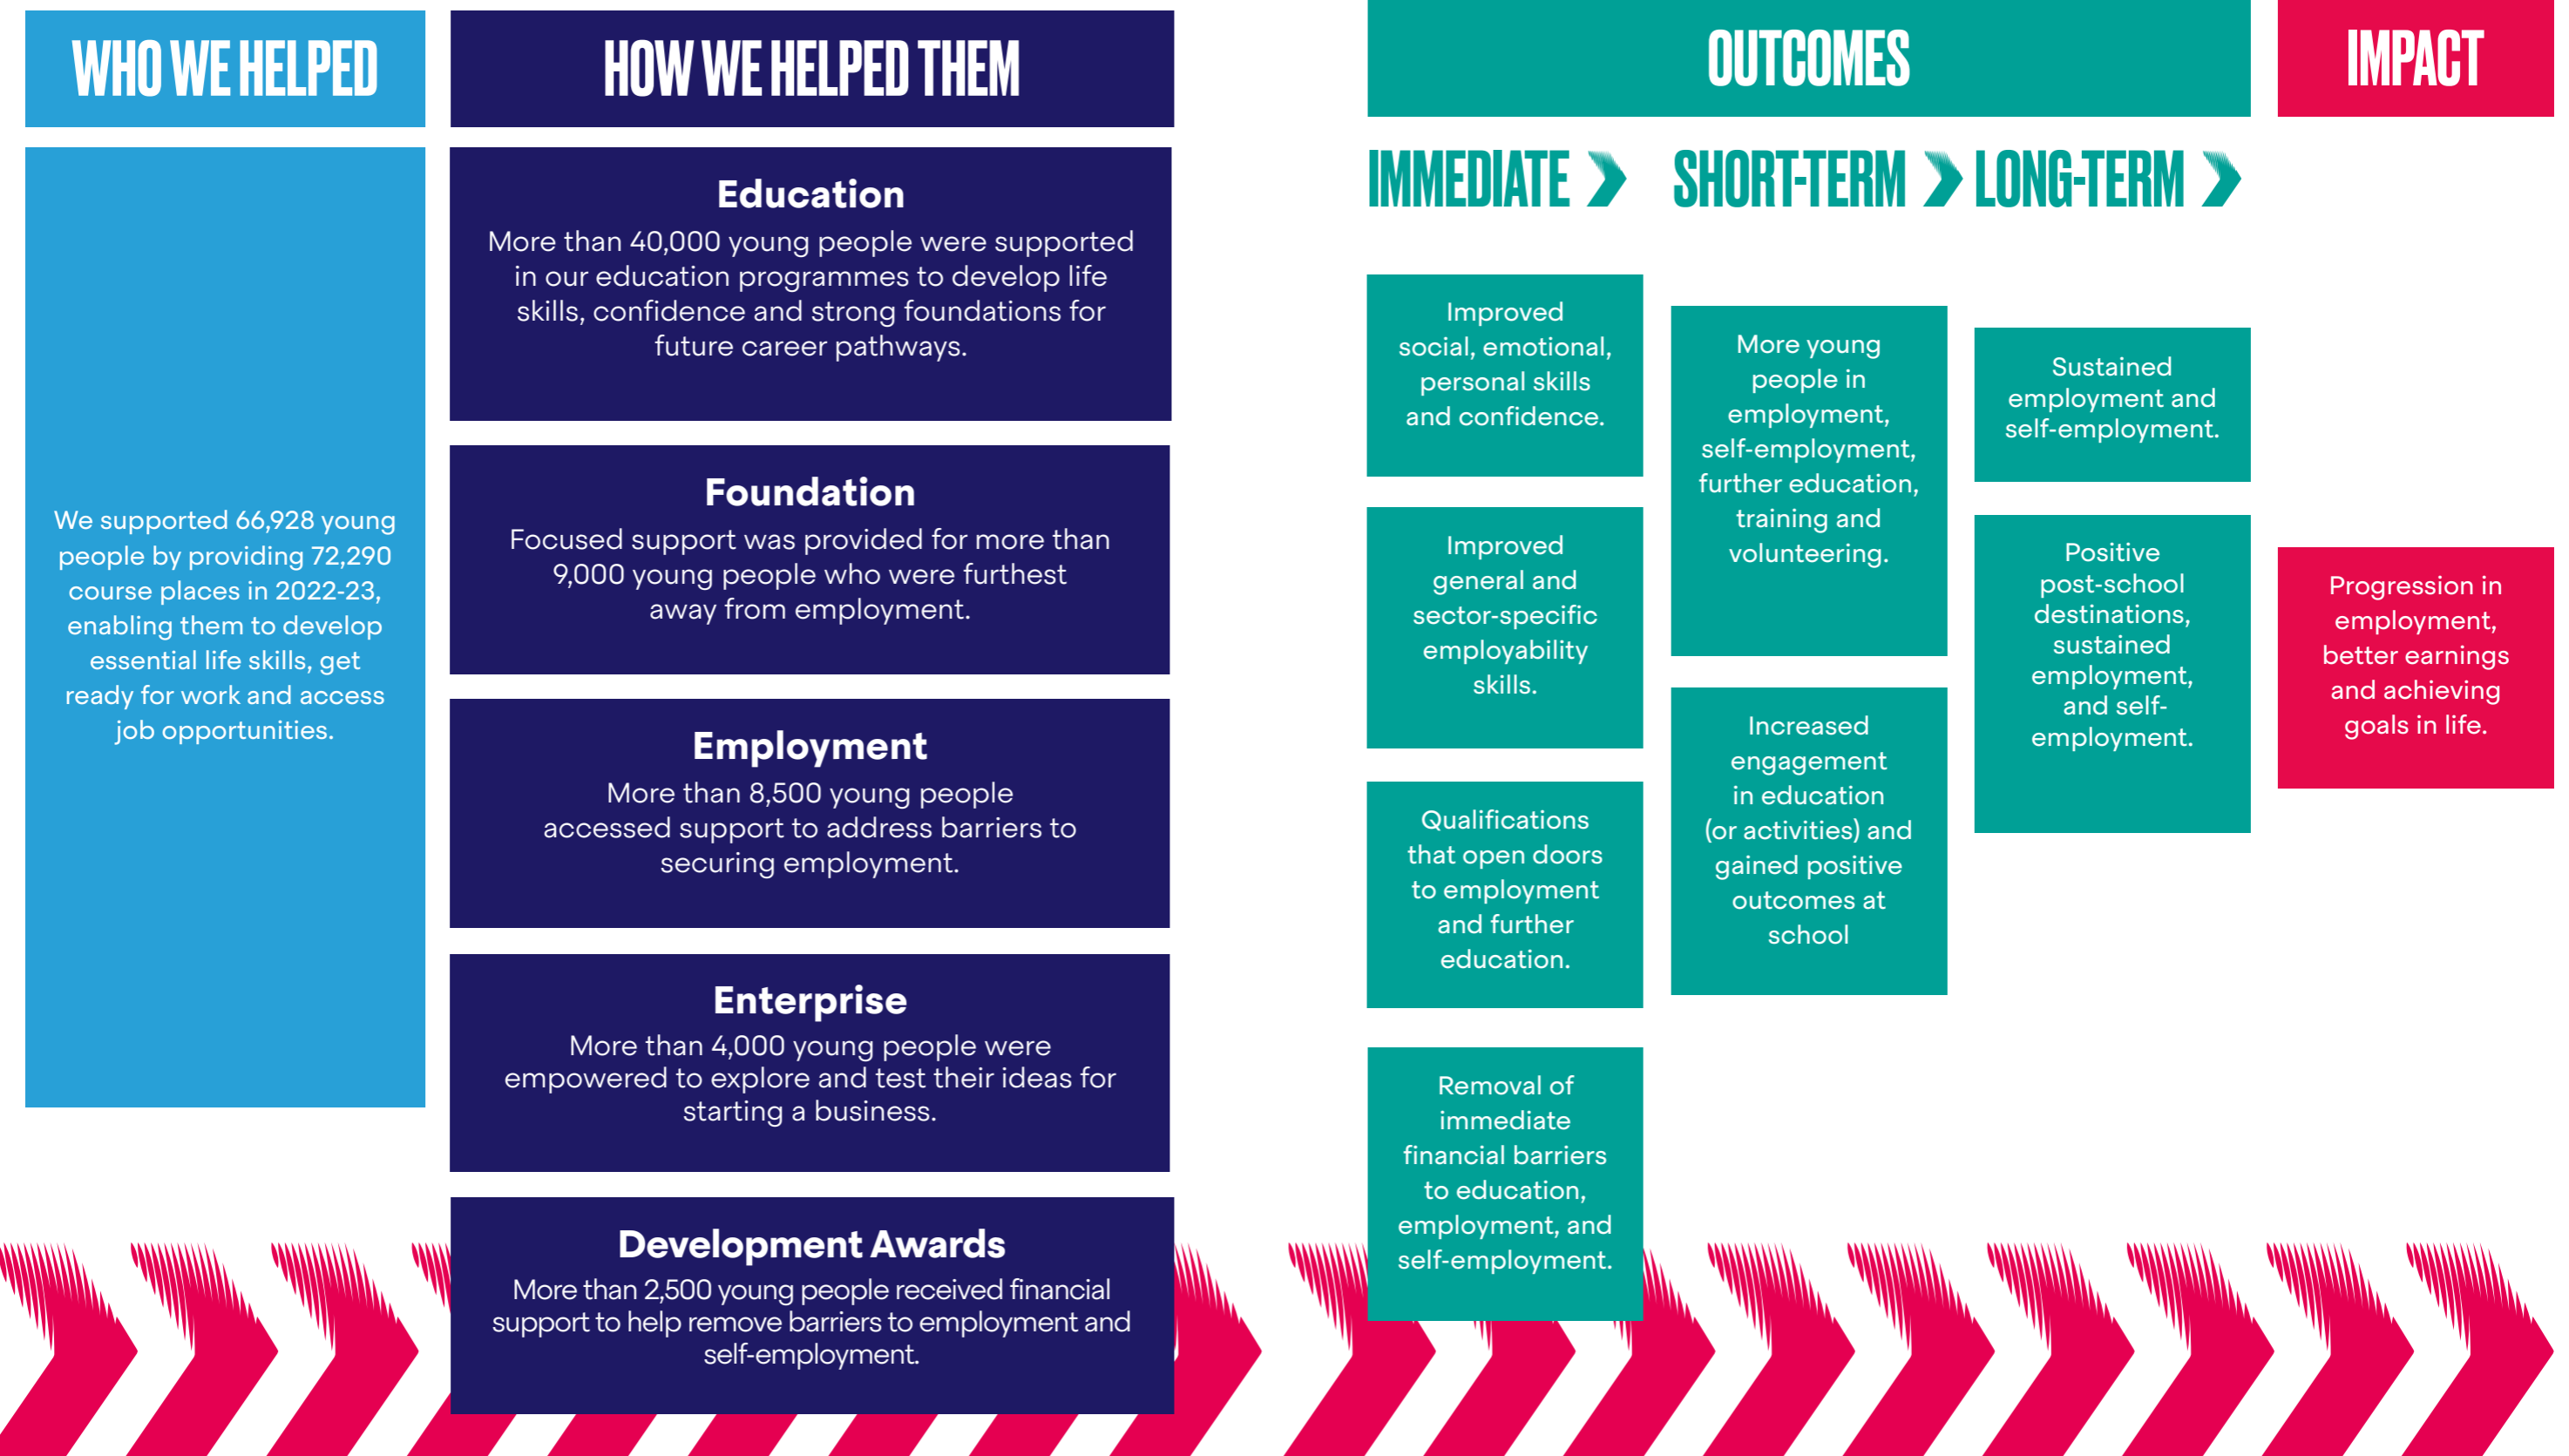 WHO WE HELPED
We supported 66,928 young
people by providing 72,290
course places in 2022-23,
enabling them to develop
essential life skills, get
ready for work and access
job opportunities.
HOW WE HELPED THEM
Education
More than 40,000 young people were supported
in our education programmes to develop life
skills, confidence and strong foundations for
future career pathways.
Foundation
Focused support was provided for more than
9,000 young people who were furthest
away from employment.
Employment
More than 8,500 young people
accessed support to address barriers to
securing employment.
Enterprise
More than 4,000 young people were
empowered to explore and test their ideas for
starting a business.
Development Awards
More than 2,500 young people received financial
support to help remove barriers to employment and
self-employment.
OUTCOMES
IMMEDIATE
Improved
social, emotional,
personal skills
and confidence.
Improved
general and
sector-specific
employability
skills.
Qualifications
that open doors
to employment
and further
education.
Removal of
immediate
financial barriers
to education,
employment, and
self-employment.
SHORT-TERM
More young
people in
employment,
self-employment,
further education,
training and
volunteering.
Increased
engagement
in education
(or activities) and
gained positive
outcomes at
school
LONG-TERM
Sustained
employment and
self-employment.
Positive
post-school
destinations,
sustained
employment,
and self-
employment.
IMPACT
Progression in
employment,
better earnings
and achieving
goals in life.